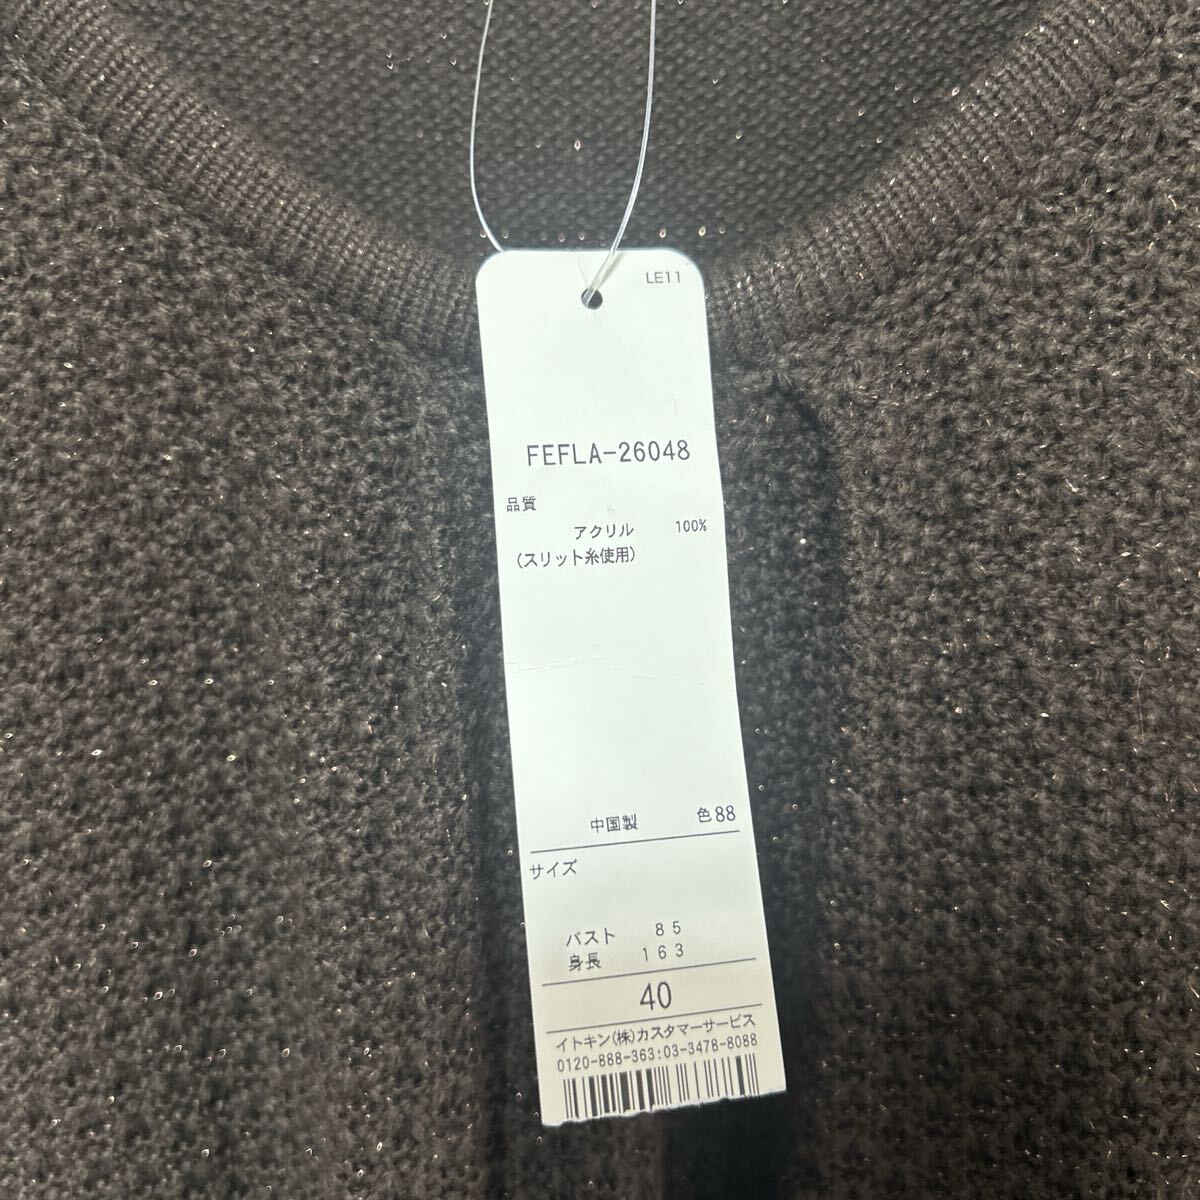 LE11
FEFLA-26048
品質
アクリル 100%
(スリット糸使用)
中国製 色88
サイズ
バスト 85
身長 163
40
イトキン(株)カスタマーサービス
0120-888-363:03-3478-8088